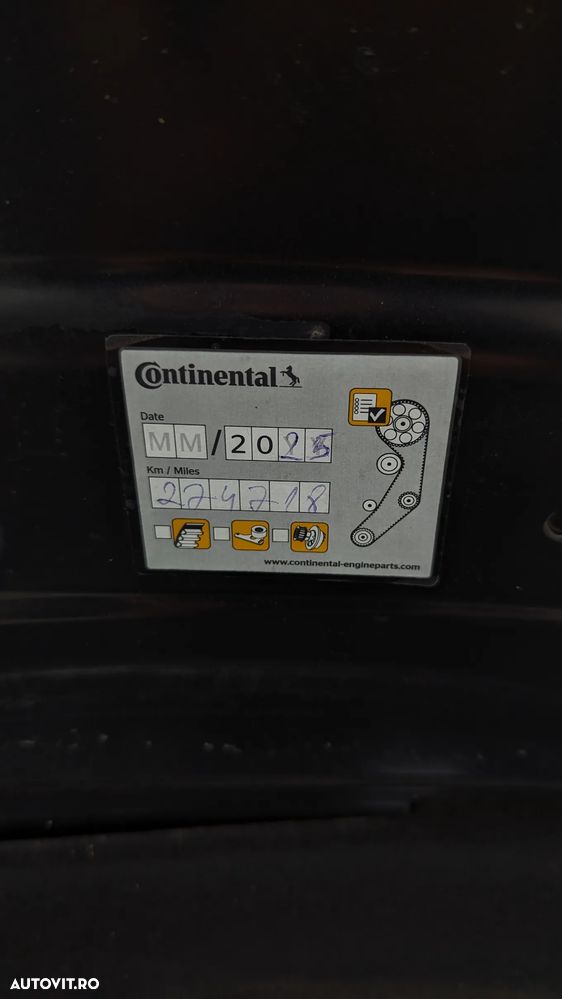 Continental
Date
MM/2025
Km / Miles
274718
www.continental-engineparts.com
AUTOVIT.RO